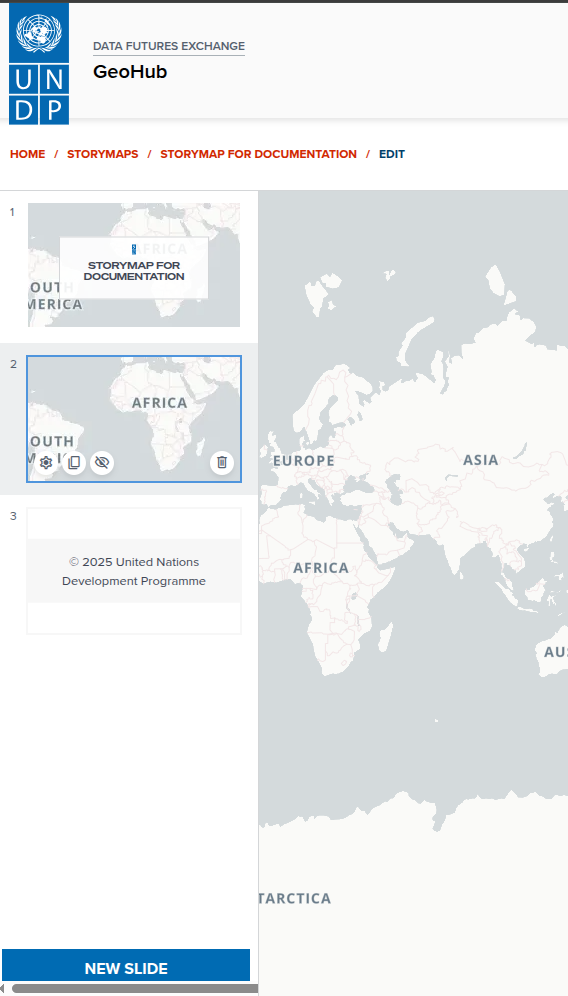 DATA FUTURES EXCHANGE
GeoHub
U N
D P
HOME / STORYMAPS / STORYMAP FOR DOCUMENTATION / EDIT
1
AFRICA
STORYMAP FOR
DOCUMENTATION
OUTH
MERICA
2
AFRICA
OUTH
3
© 2025 United Nations
Development Programme
NEW SLIDE
EUROPE
ASIA
AFRICA
AU
TARCTICA